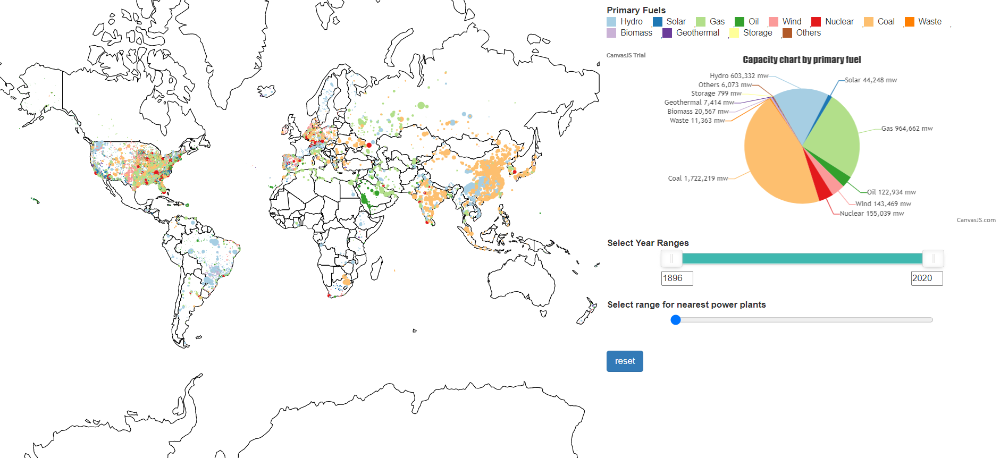 Primary Fuels
Hydro , Solar , Gas , Oil , Wind , Nuclear , Coal , Waste ,
Biomass , Geothermal , Storage , Others
CanvasJS Trial
Capacity chart by primary fuel
Hydro 603,332 mw
Solar 44,248 mw
Others 6,073 mw
Storage 799 mw
Geothermal 7,414 mw
Biomass 20,567 mw
Waste 11,363 mw
Gas 964,662 mw
Coal 1,722,219 mw
Oil 122,934 mw
Wind 143,469 mw
Nuclear 155,039 mw
CanvasJS.com
Select Year Ranges
1896 2020
Select range for nearest power plants
reset